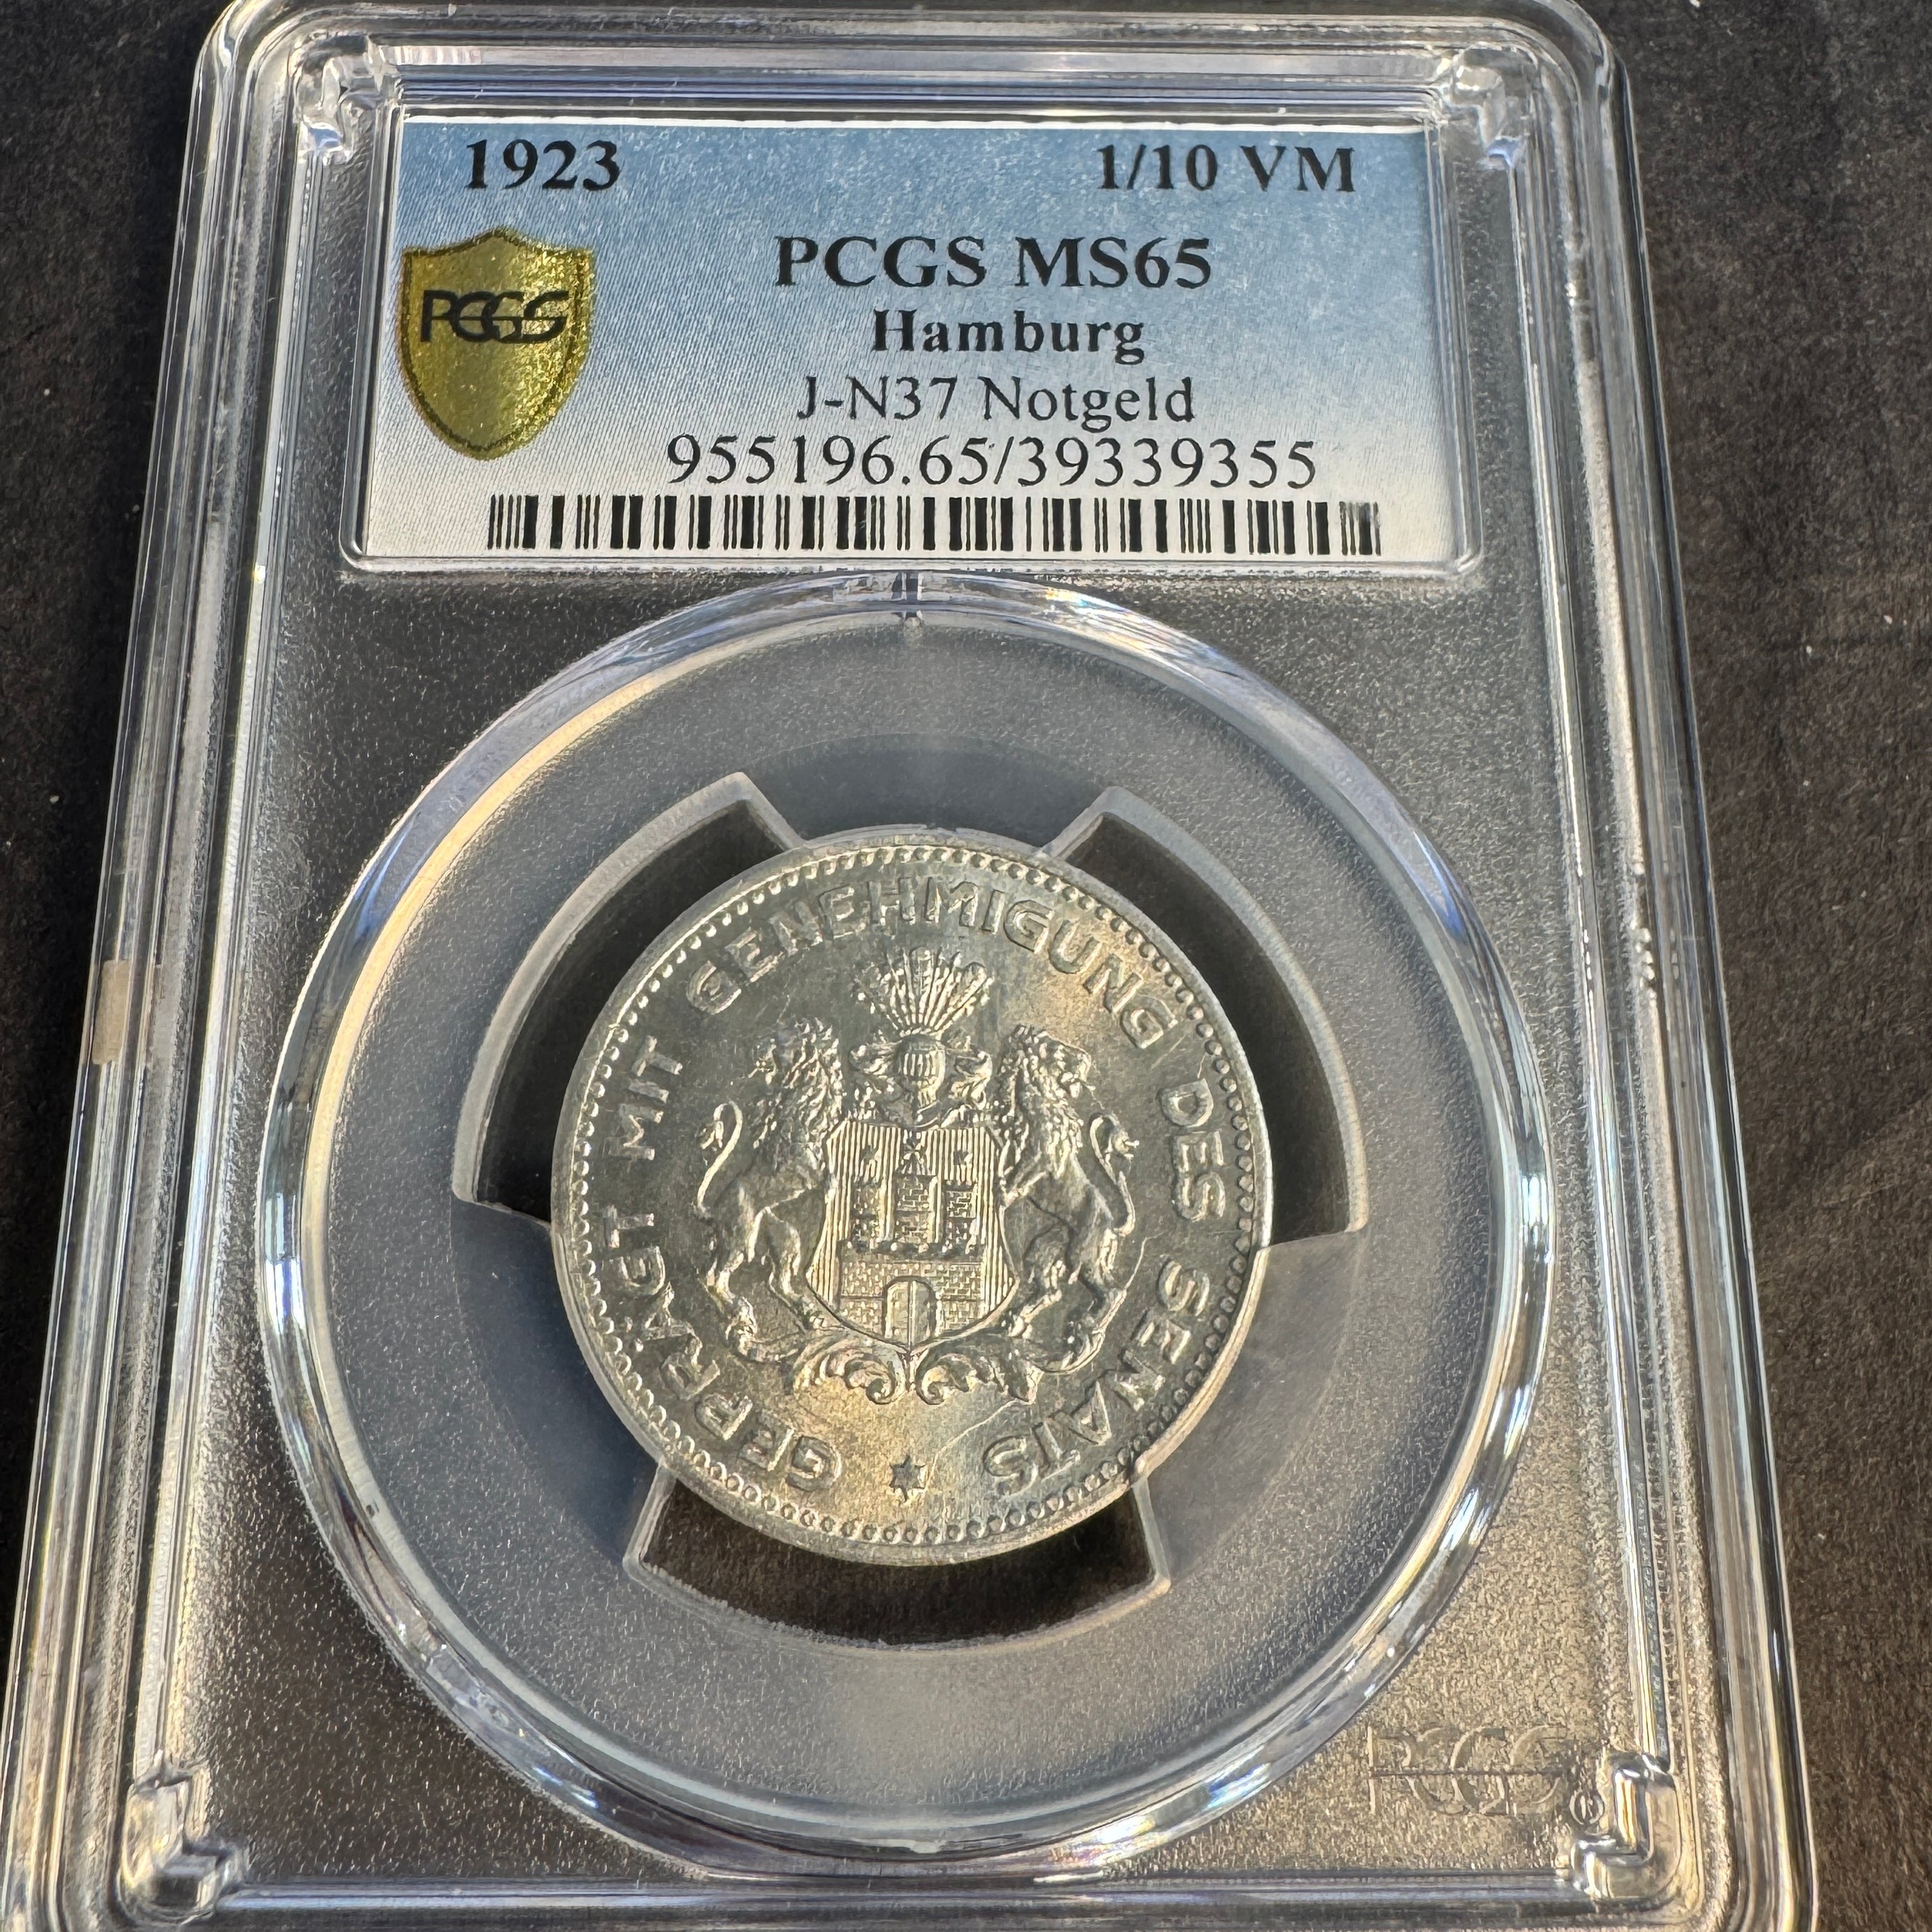 1923 1/10 VM
PCGS MS65
PCGS
Hamburg
J-N37 Notgeld
955196.65/39339355
GEPRÄGT MIT GENEHMIGUNG DES SENATS
PCGS®